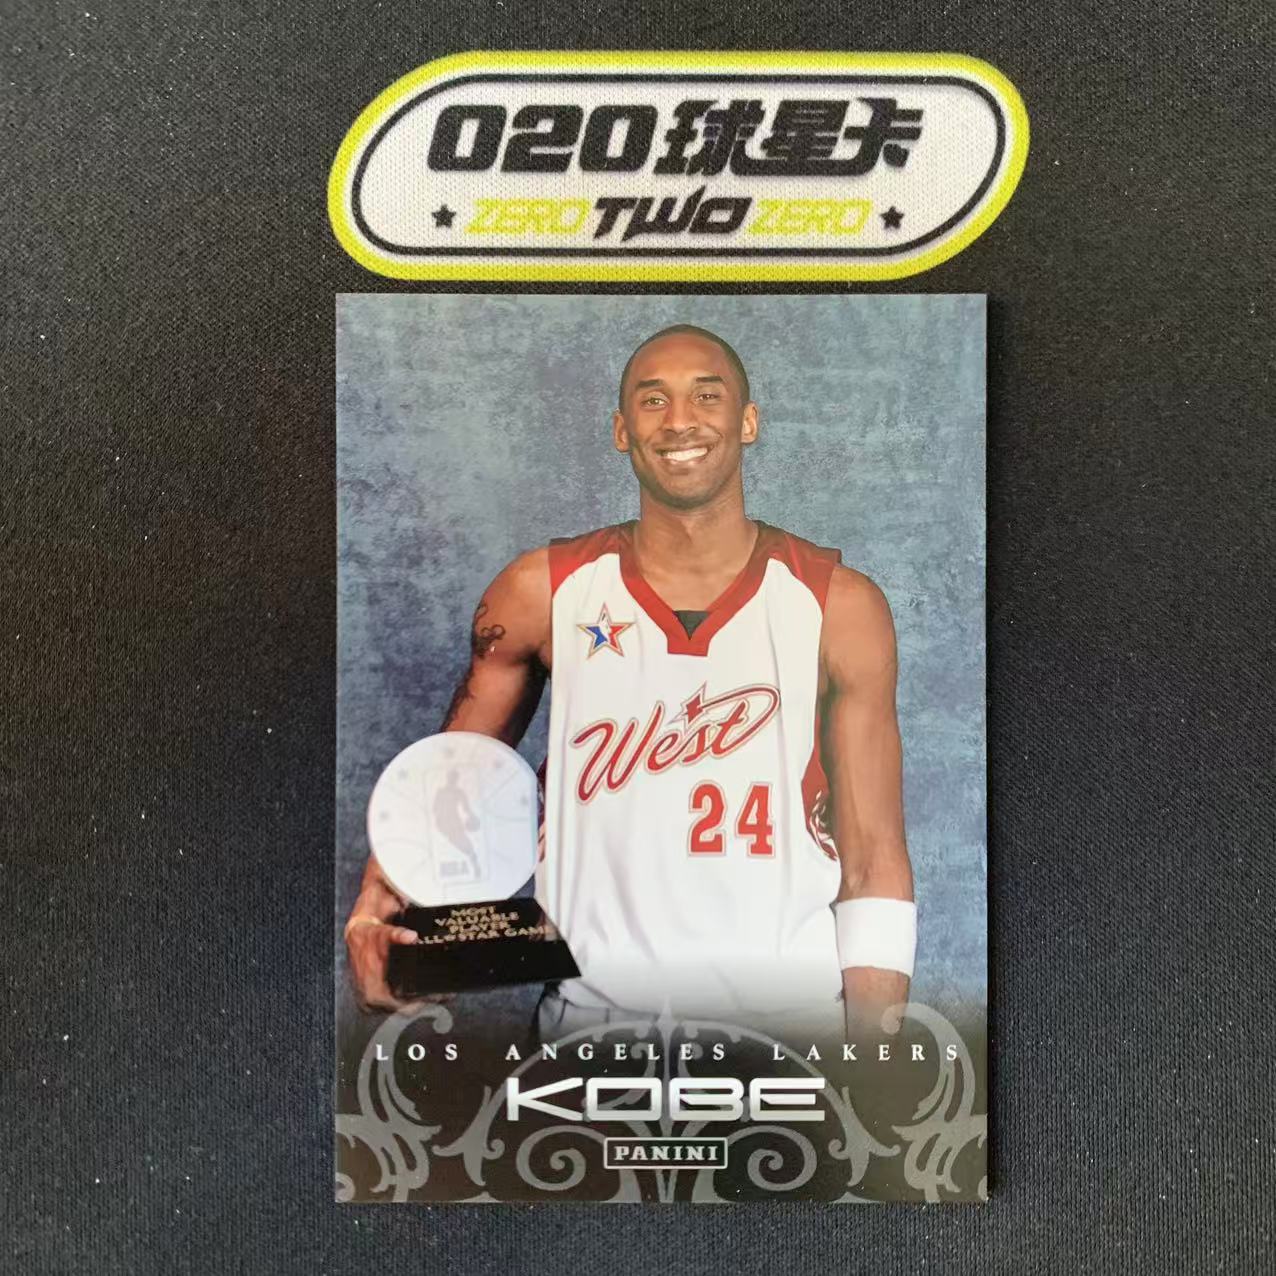 020球星卡
ZERO TWO ZERO
West
24
NBA
MOST
VALUABLE
PLAYER
ALL★STAR GAME
LOS ANGELES LAKERS
KOBE
PANINI